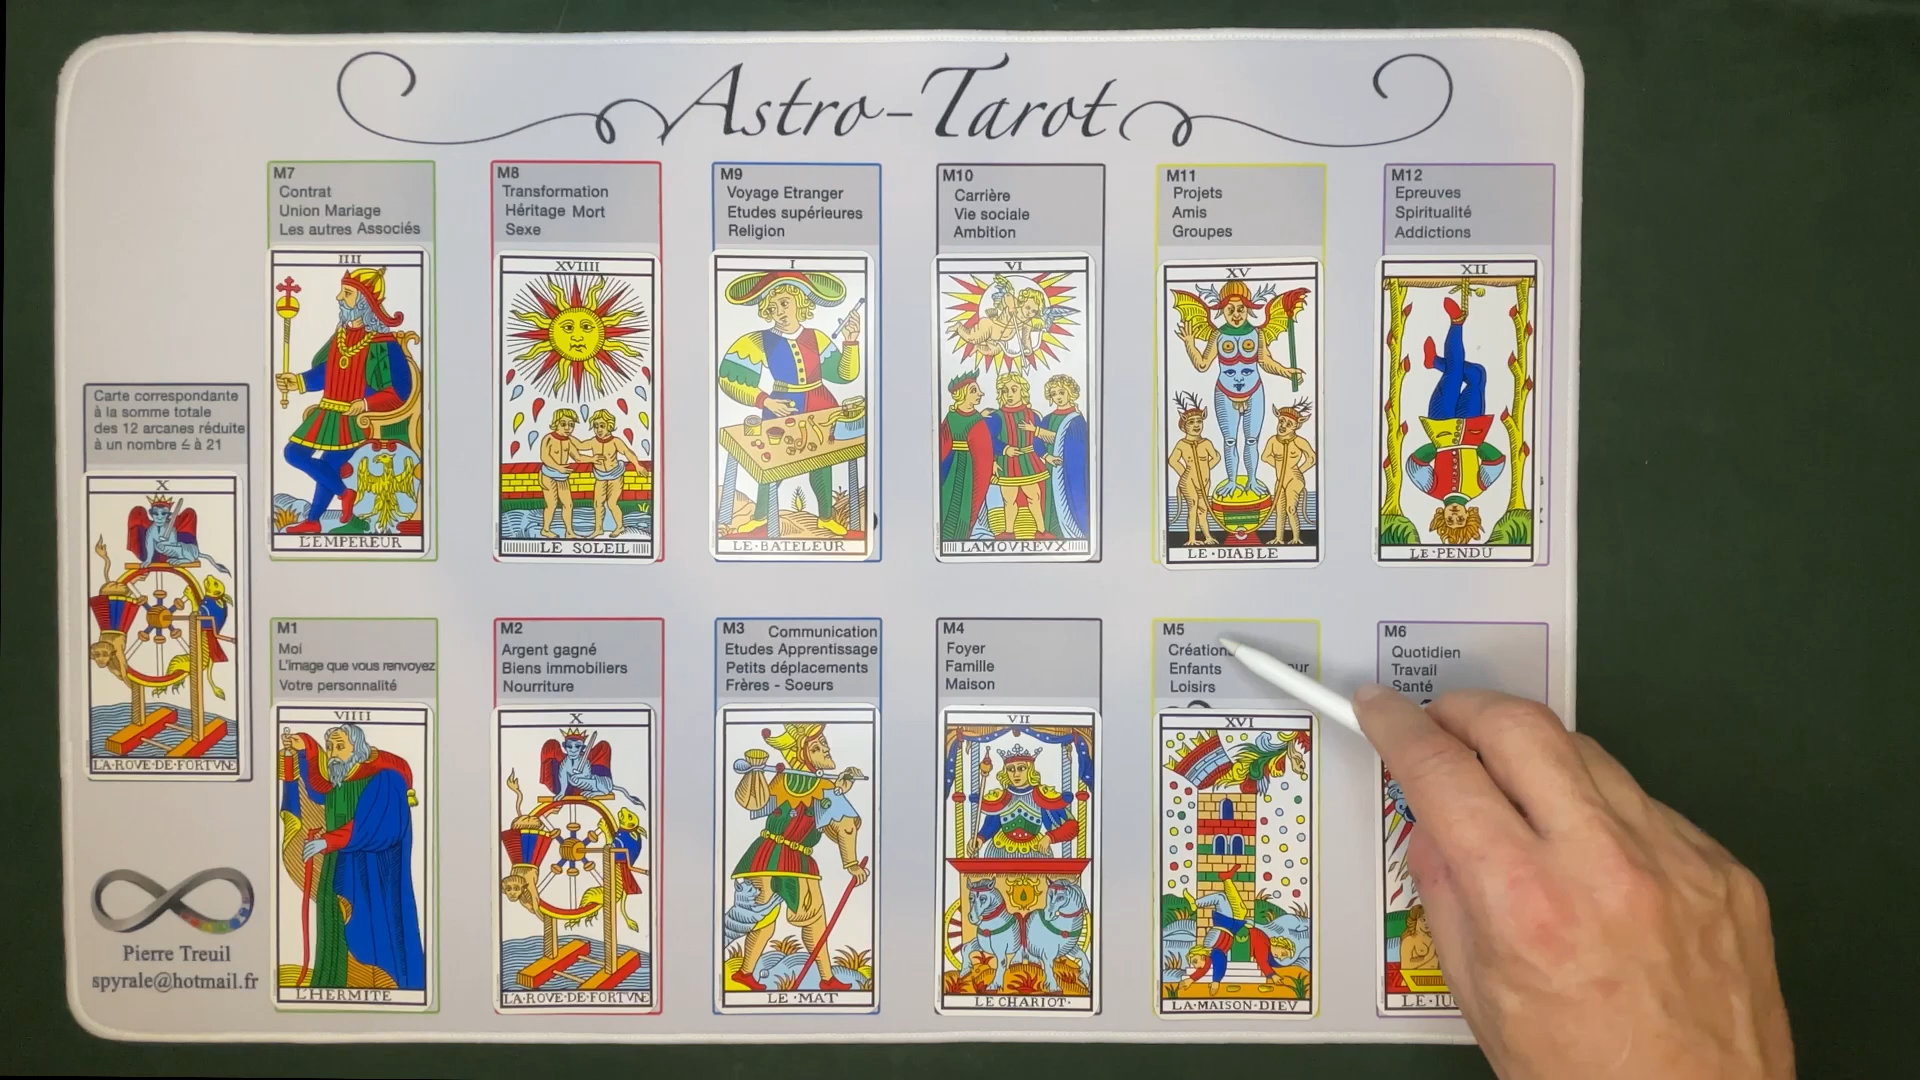 Astro-Tarot
M7
Contrat
Union Mariage
Les autres Associés
IIII
L'EMPEREUR
M8
Transformation
Héritage Mort
Sexe
XVIIII
LE SOLEIL
M9
Voyage Etranger
Etudes supérieures
Religion
I
LE·BATELEUR
M10
Carrière
Vie sociale
Ambition
VI
LAMOVREVX
M11
Projets
Amis
Groupes
XV
LE·DIABLE
M12
Epreuves
Spiritualité
Addictions
XII
LE·PENDU
Carte correspondante
à la somme totale
des 12 arcanes réduite
à un nombre ≤ à 21
X
LA·ROVE·DE·FORTVNE
M1
Moi
L'image que vous renvoyez
Votre personnalité
VIIII
L'HERMITE
M2
Argent gagné
Biens immobiliers
Nourriture
X
LA·ROVE·DE·FORTVNE
M3
Communication
Etudes Apprentissage
Petits déplacements
Frères - Soeurs
LE·MAT
M4
Foyer
Famille
Maison
VII
LE CHARIOT·
M5
Créations
Enfants
Loisirs
XVI
LA·MAISON·DIEV
M6
Quotidien
Travail
Santé
Pierre Treuil
spyrale@hotmail.fr